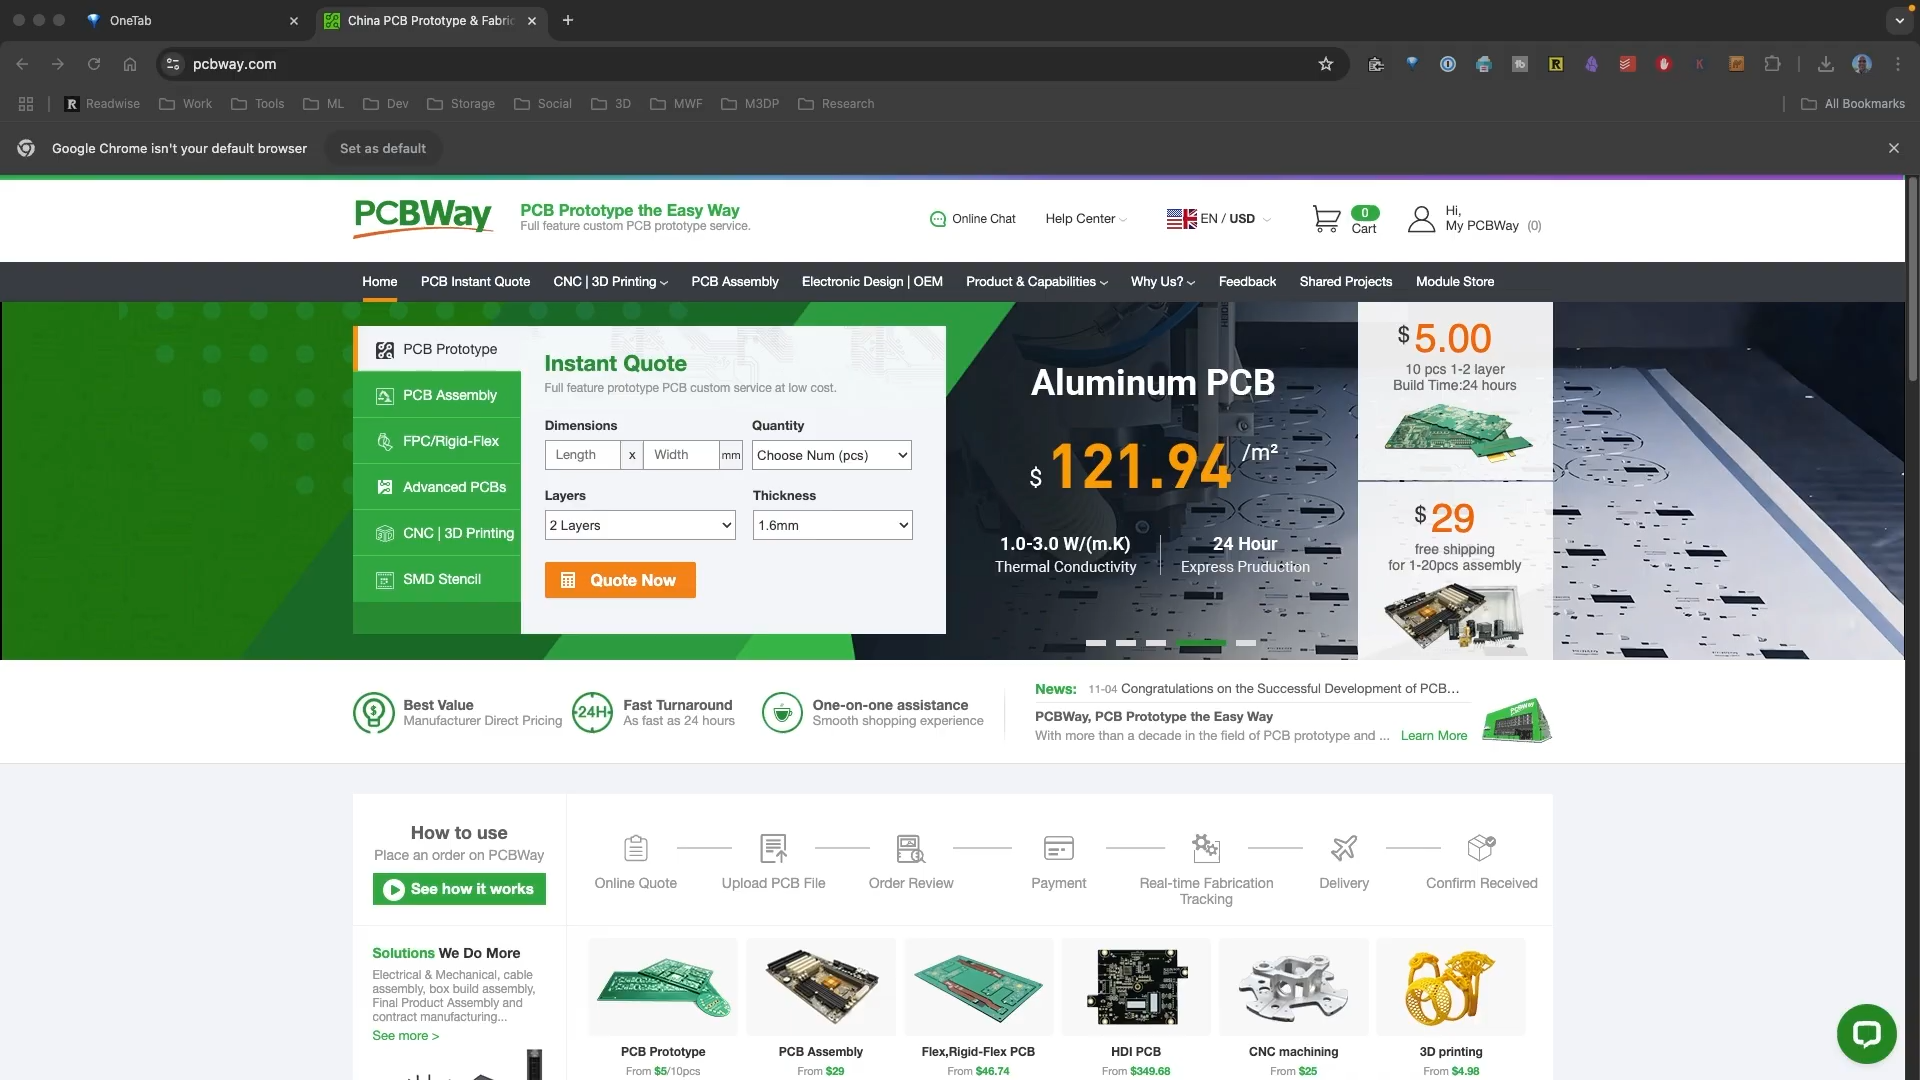 OneTab
China PCB Prototype & Fabric
pcbway.com
Readwise
Work
Tools
ML
Dev
Storage
Social
3D
MWF
M3DP
Research
All Bookmarks
Google Chrome isn't your default browser
Set as default
PCBWay
PCB Prototype the Easy Way
Full feature custom PCB prototype service.
Online Chat
Help Center
EN / USD
0
Cart
Hi,
My PCBWay (0)
Home
PCB Instant Quote
CNC | 3D Printing
PCB Assembly
Electronic Design | OEM
Product & Capabilities
Why Us?
Feedback
Shared Projects
Module Store
PCB Prototype
PCB Assembly
FPC/Rigid-Flex
Advanced PCBs
CNC | 3D Printing
SMD Stencil
Instant Quote
Full feature prototype PCB custom service at low cost.
Dimensions
Quantity
Length x Width mm
Choose Num (pcs)
Layers
Thickness
2 Layers
1.6mm
Quote Now
Aluminum PCB
$ 121.94 /m²
1.0-3.0 W/(m.K)
Thermal Conductivity
24 Hour
Express Pruduction
$ 5.00
10 pcs 1-2 layer
Build Time:24 hours
$ 29
free shipping
for 1-20pcs assembly
Best Value
Manufacturer Direct Pricing
24H
Fast Turnaround
As fast as 24 hours
One-on-one assistance
Smooth shopping experience
News: 11-04 Congratulations on the Successful Development of PCB...
PCBWay, PCB Prototype the Easy Way
With more than a decade in the field of PCB prototype and ... Learn More
How to use
Place an order on PCBWay
See how it works
Online Quote
Upload PCB File
Order Review
Payment
Real-time Fabrication
Tracking
Delivery
Confirm Received
Solutions We Do More
Electrical & Mechanical, cable
assembly, box build assembly,
Final Product Assembly and
contract manufacturing...
See more >
PCB Prototype
From $5/10pcs
PCB Assembly
From $29
Flex,Rigid-Flex PCB
From $46.74
HDI PCB
From $349.68
CNC machining
From $25
3D printing
From $4.98